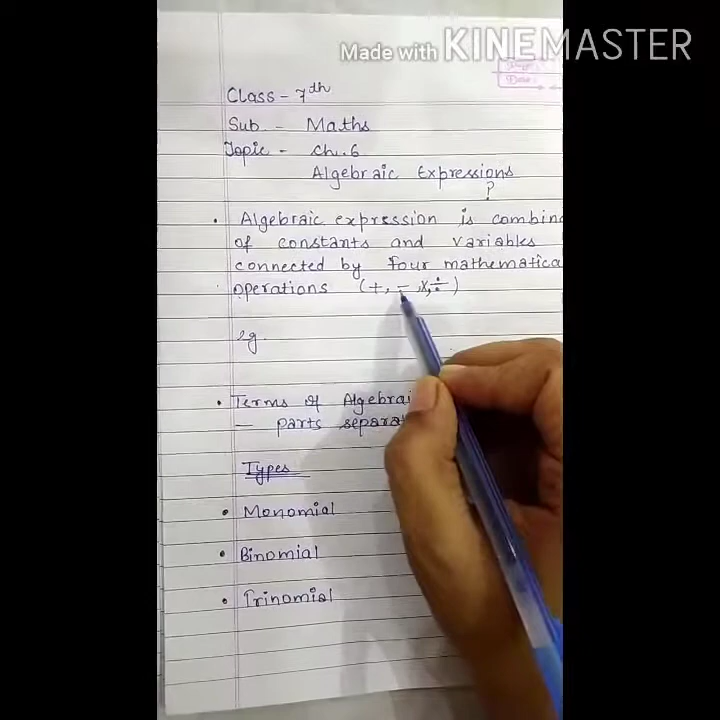 Made with KINEMASTER
Class - 7th
Sub - Maths
Topic - Ch. 6
Algebraic Expressions
?
• Algebraic expression is combin
of constants and variables
connected by four mathematica
operations (+, -, x, ÷)
eg.
• Terms of Algebrai
- parts separat
Types
• Monomial
• Binomial
• Trinomial